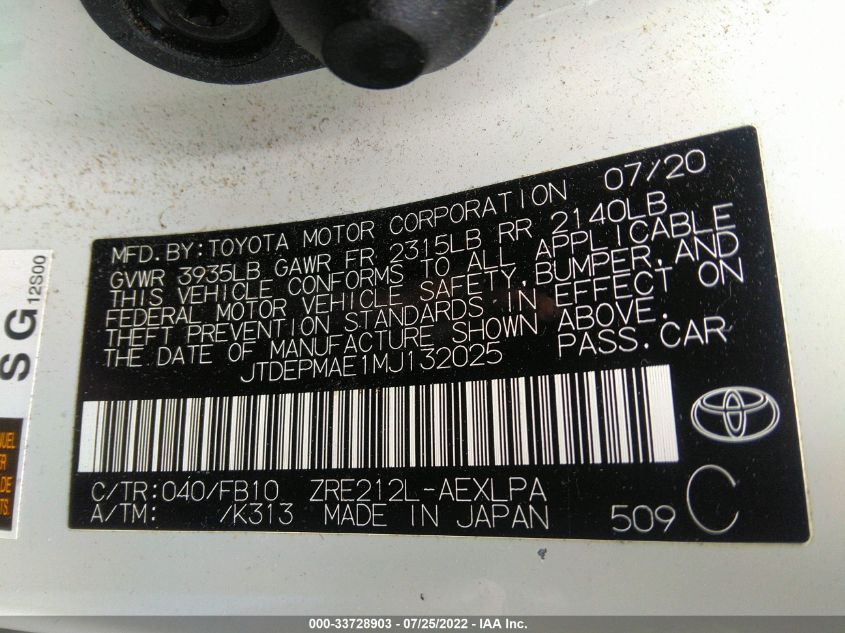 MFD.BY:TOYOTA MOTOR CORPORATION 07/20
GVWR 3935LB GAWR FR 2315LB RR 2140LB
THIS VEHICLE CONFORMS TO ALL APPLICABLE
FEDERAL MOTOR VEHICLE SAFETY,BUMPER,AND
THEFT PREVENTION STANDARDS IN EFFECT ON
THE DATE OF MANUFACTURE SHOWN ABOVE.
JTDEPMAE1MJ132025 PASS.CAR
C/TR:040/FB10 ZRE212L-AEXLPA
A/TM: /K313 MADE IN JAPAN 509 C
SG 12S00
000-33728903 - 07/25/2022 - IAA Inc.